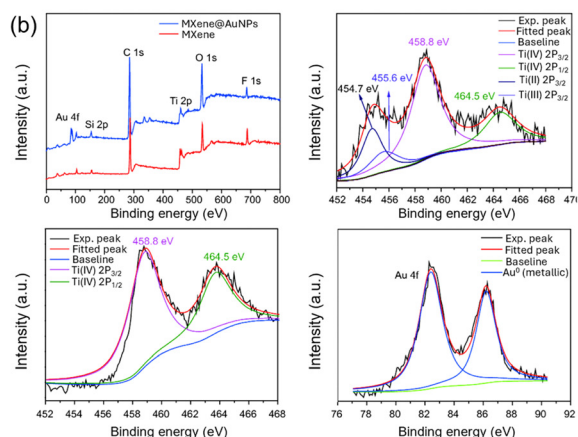 (b)
MXene@AuNPs
MXene
C 1s
O 1s
F 1s
Ti 2p
Au 4f
Si 2p
Intensity (a.u.)
0 100 200 300 400 500 600 700 800
Binding energy (eV)
458.8 eV
Exp. peak
Fitted peak
Baseline
Ti(IV) 2P3/2
Ti(IV) 2P1/2
Ti(II) 2P3/2
Ti(III) 2P3/2
455.6 eV
454.7 eV
464.5 eV
Intensity (a.u.)
452 454 456 458 460 462 464 466 468 470
Binding energy (eV)
Exp. peak
Fitted peak
Baseline
Ti(IV) 2P3/2
Ti(IV) 2P1/2
458.8 eV
464.5 eV
Intensity (a.u.)
452 454 456 458 460 462 464 466 468
Binding energy (eV)
Exp. peak
Fitted peak
Baseline
Au0 (metallic)
Au 4f
Intensity (a.u.)
76 78 80 82 84 86 88 90 92
Binding energy (eV)